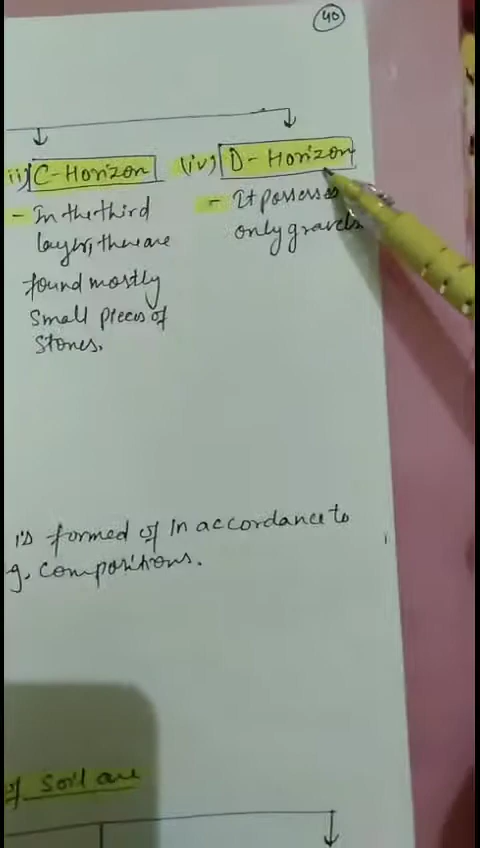 40
ii) C-Horizon
- In the third
layer, there are
found mostly
Small pieces of
Stones.
(iv) D-Horizon
- It possesses
only gravels.
is formed of in accordance to
g. compositions.
of soil are